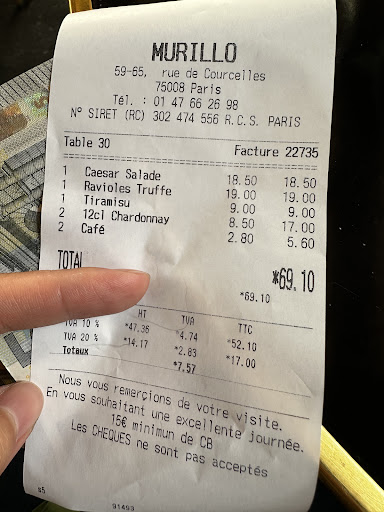 MURILLO
59-65, rue de Courcelles
75008 Paris
Tél. : 01 47 66 26 98
N° SIRET (RC) 302 474 556 R.C.S. PARIS
Table 30 Facture 22735
1 Caesar Salade 18.50 18.50
1 Ravioles Truffe 19.00 19.00
1 Tiramisu 9.00 9.00
2 12cl Chardonnay 8.50 17.00
2 Café 2.80 5.60
TOTAL *69.10
*69.10
HT TVA TTC
TVA 10 % *47.36 *4.74 *52.10
TVA 20 % *14.17 *2.83 *17.00
Totaux *7.57
Nous vous remerçions de votre visite.
En vous souhaitant une excellente journée.
15€ minimun de CB
Les CHEQUES ne sont pas acceptés
65 91493